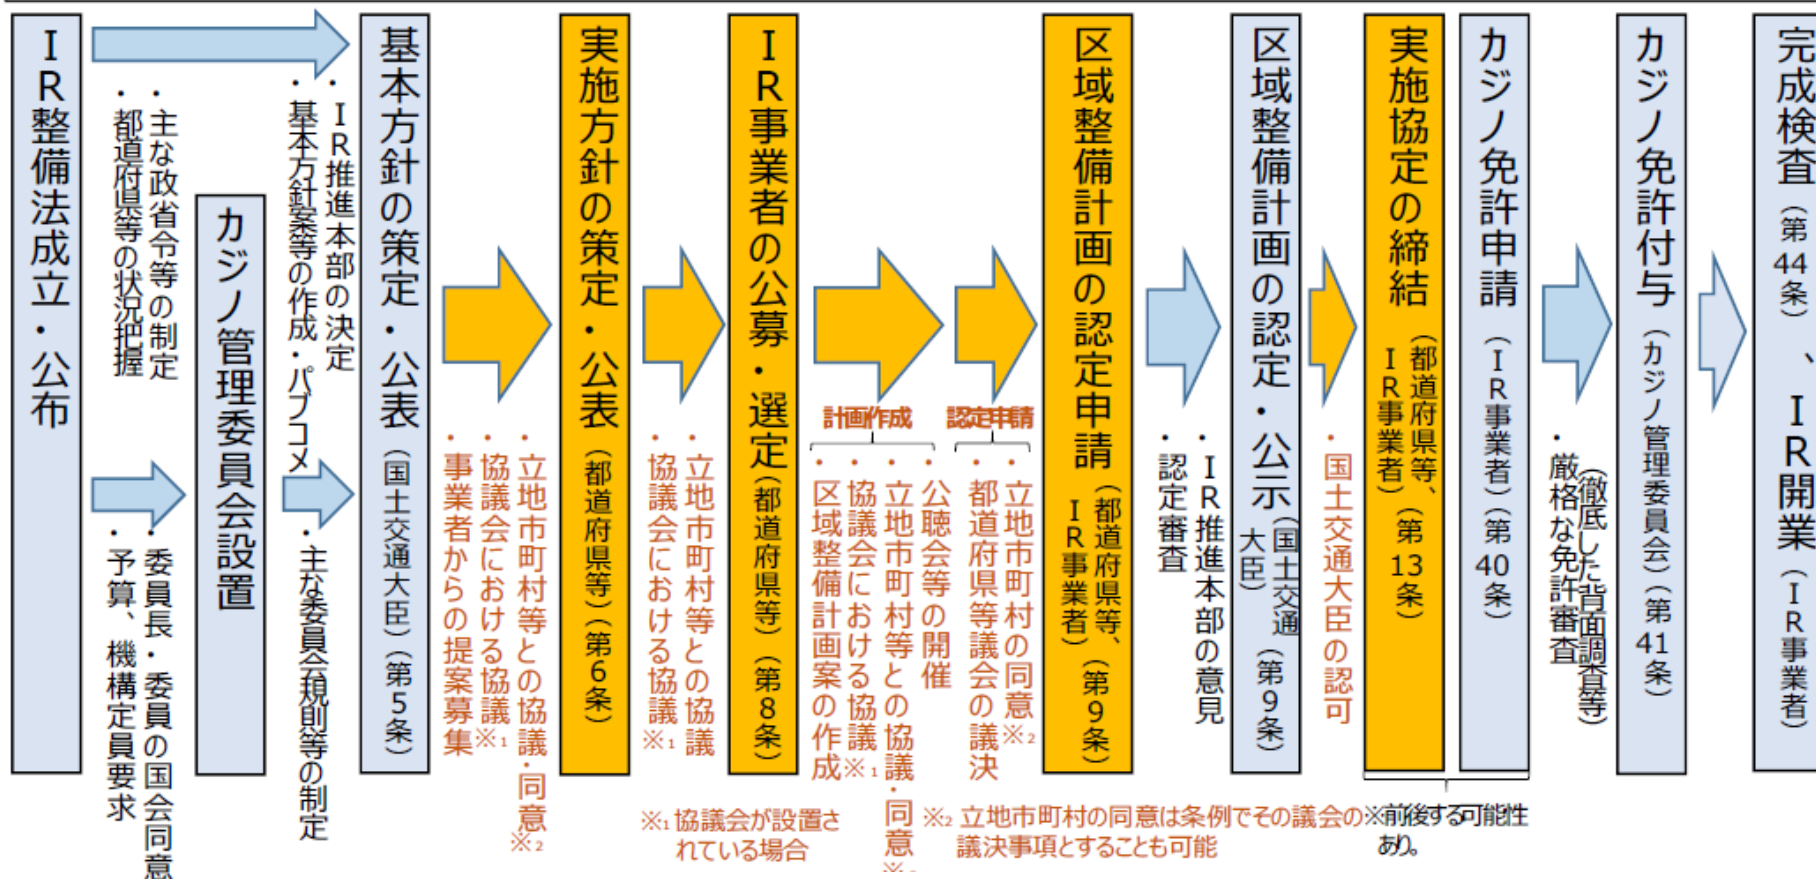 IR整備法成立・公布
・主な政省令等の制定
・都道府県等の状況把握
・委員長・委員の国会同意
・予算、機構定員要求
カジノ管理委員会設置
・IR推進本部の決定
・基本方針案等の作成・パブコメ
・主な委員会規則等の制定
基本方針の策定・公表（国土交通大臣）（第5条）
・立地市町村等との協議・同意※2
・協議会における協議※1
・事業者からの提案募集
実施方針の策定・公表（都道府県等）（第6条）
・立地市町村等との協議
・協議会における協議※1
※1 協議会が設置さ
れている場合
IR事業者の公募・選定（都道府県等）（第8条）
計画作成
・公聴会等の開催
・立地市町村等との協議・同意
・協議会における協議※1
・区域整備計画案の作成
認定申請
・立地市町村の同意※2
・都道府県等議会の議決
※2 立地市町村の同意は条例でその議会の
議決事項とすることも可能
区域整備計画の認定申請（都道府県等、
IR事業者）（第9条）
・IR推進本部の意見
・認定審査
区域整備計画の認定・公示（国土交通
大臣）（第9条）
・国土交通大臣の認可
実施協定の締結（都道府県等、
IR事業者）（第13条）
カジノ免許申請（IR事業者）（第40条）
※前後する可能性
あり。
・厳格な免許審査
（徹底した背面調査等）
カジノ免許付与（カジノ管理委員会）（第41条）
完成検査（第44条）、IR開業（IR事業者）